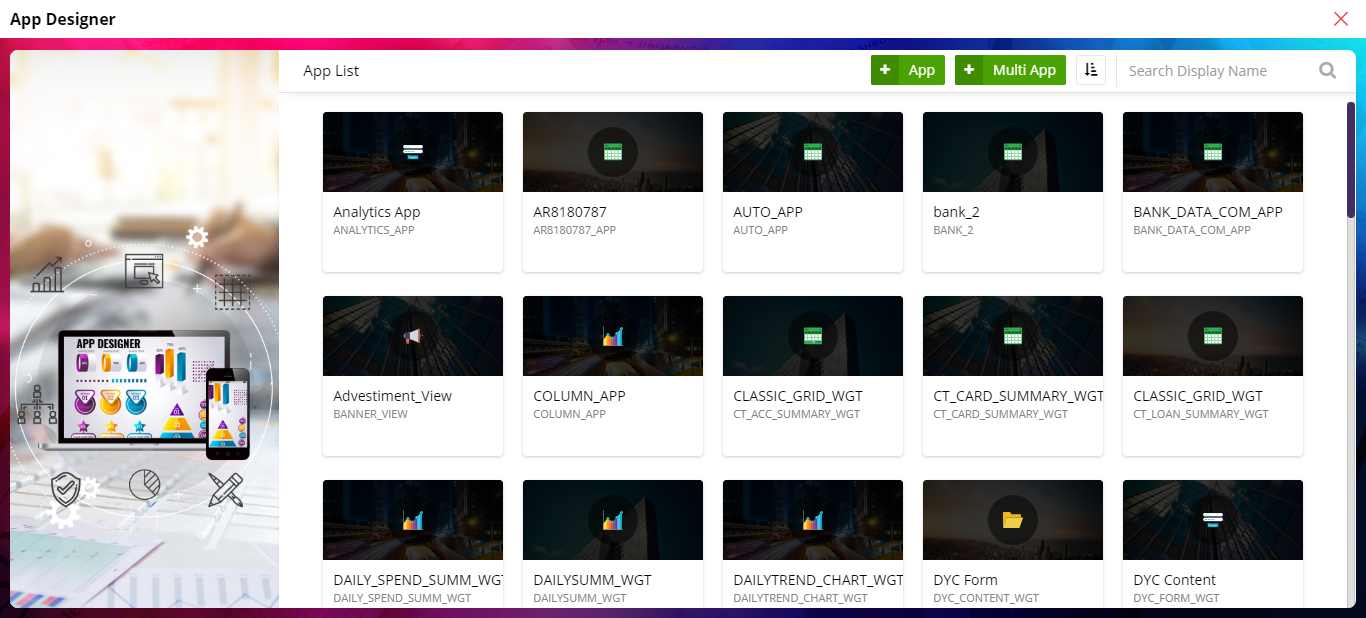 App Designer
App List
+ App
+ Multi App
Search Display Name
APP DESIGNER
Analytics App
ANALYTICS_APP
AR8180787
AR8180787_APP
AUTO_APP
AUTO_APP
bank_2
BANK_2
BANK_DATA_COM_APP
BANK_DATA_COM_APP
Advestiment_View
BANNER_VIEW
COLUMN_APP
COLUMN_APP
CLASSIC_GRID_WGT
CT_ACC_SUMMARY_WGT
CT_CARD_SUMMARY_WGT
CT_CARD_SUMMARY_WGT
CLASSIC_GRID_WGT
CT_LOAN_SUMMARY_WGT
DAILY_SPEND_SUMM_WGT
DAILY_SPEND_SUMM_WGT
DAILYSUMM_WGT
DAILYSUMM_WGT
DAILYTREND_CHART_WGT
DAILYTREND_CHART_WGT
DYC Form
DYC_CONTENT_WGT
DYC Content
DYC_FORM_WGT